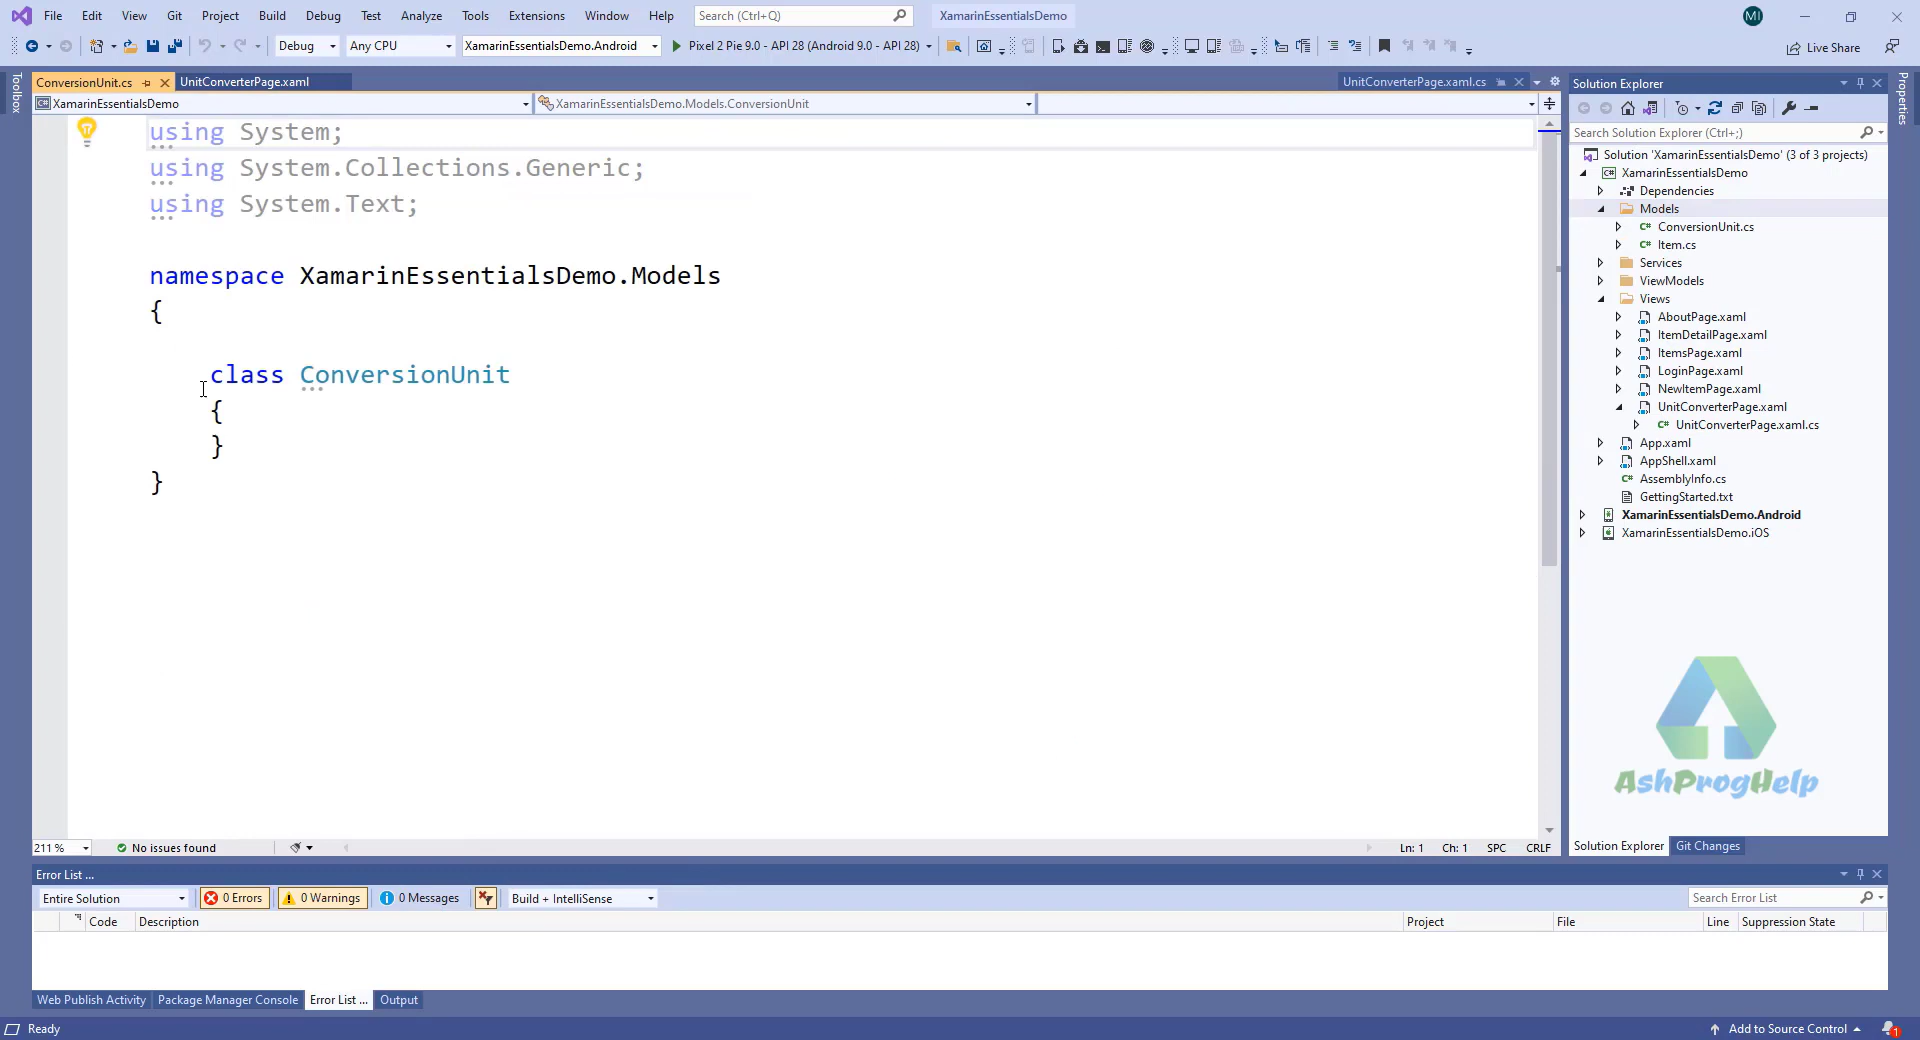 File Edit View Git Project Build Debug Test Analyze Tools Extensions Window Help Search (Ctrl+Q) XamarinEssentialsDemo MI
Debug Any CPU XamarinEssentialsDemo.Android Pixel 2 Pie 9.0 - API 28 (Android 9.0 - API 28) Live Share
Toolbox
ConversionUnit.cs UnitConverterPage.xaml UnitConverterPage.xaml.cs
XamarinEssentialsDemo XamarinEssentialsDemo.Models.ConversionUnit
using System;
using System.Collections.Generic;
using System.Text;
namespace XamarinEssentialsDemo.Models
{
class ConversionUnit
{
}
}
211 % No issues found Ln: 1 Ch: 1 SPC CRLF
Solution Explorer
Properties
Search Solution Explorer (Ctrl+;)
Solution 'XamarinEssentialsDemo' (3 of 3 projects)
XamarinEssentialsDemo
Dependencies
Models
C# ConversionUnit.cs
C# Item.cs
Services
ViewModels
Views
AboutPage.xaml
ItemDetailPage.xaml
ItemsPage.xaml
LoginPage.xaml
NewItemPage.xaml
UnitConverterPage.xaml
C# UnitConverterPage.xaml.cs
App.xaml
AppShell.xaml
C# AssemblyInfo.cs
GettingStarted.txt
XamarinEssentialsDemo.Android
XamarinEssentialsDemo.iOS
AshProgHelp
Solution Explorer Git Changes
Error List ...
Entire Solution 0 Errors 0 Warnings 0 Messages Build + IntelliSense Search Error List
Code Description Project File Line Suppression State
Web Publish Activity Package Manager Console Error List ... Output
Ready Add to Source Control 1